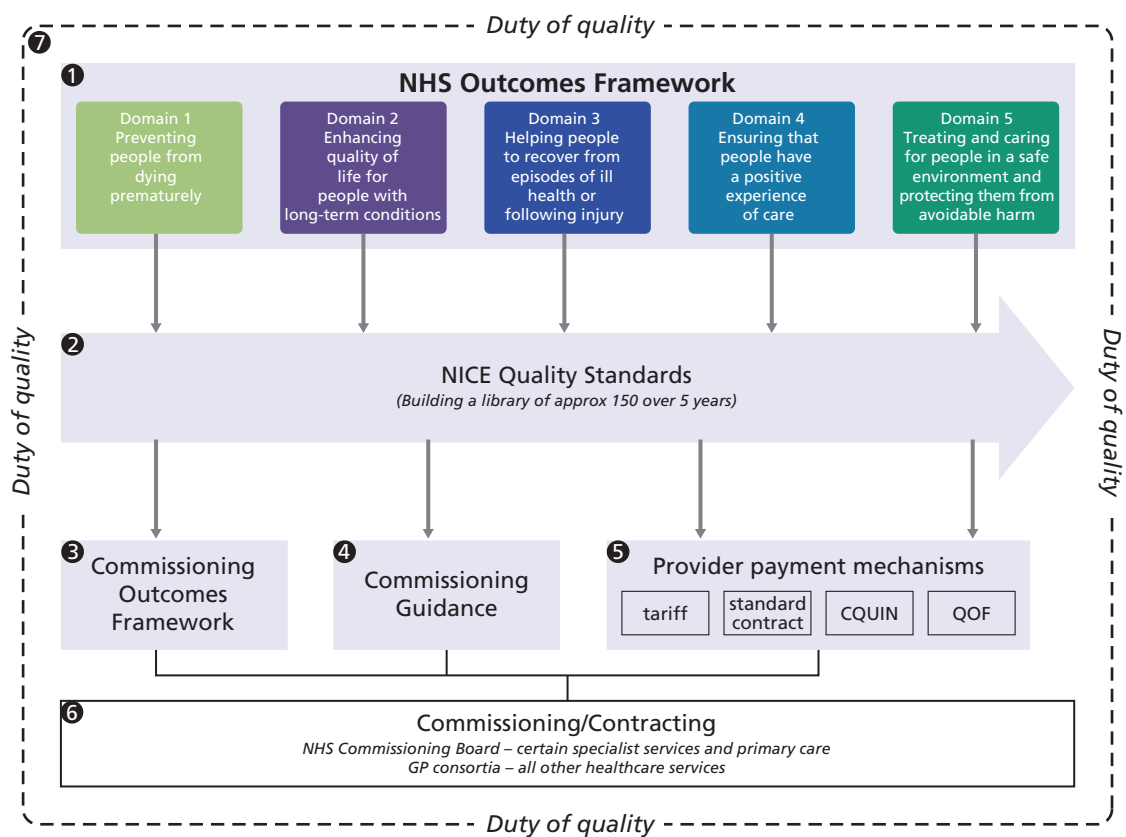 Duty of quality
7
1
NHS Outcomes Framework
Domain 1
Preventing
people from
dying
prematurely
Domain 2
Enhancing
quality of
life for
people with
long-term conditions
Domain 3
Helping people
to recover from
episodes of ill
health or
following injury
Domain 4
Ensuring that
people have
a positive
experience
of care
Domain 5
Treating and caring
for people in a safe
environment and
protecting them from
avoidable harm
Duty of quality
Duty of quality
2
NICE Quality Standards
(Building a library of approx 150 over 5 years)
3
Commissioning
Outcomes
Framework
4
Commissioning
Guidance
5
Provider payment mechanisms
tariff
standard
contract
CQUIN
QOF
6
Commissioning/Contracting
NHS Commissioning Board – certain specialist services and primary care
GP consortia – all other healthcare services
Duty of quality